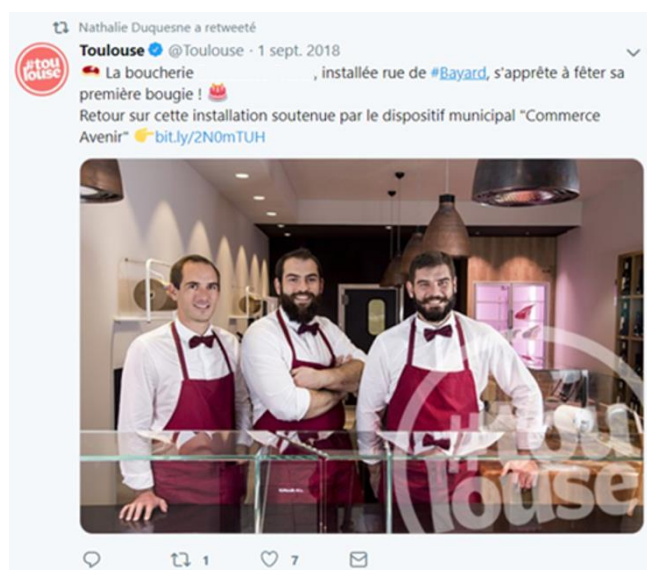 Nathalie Duquesne a retweeté
Toulouse @Toulouse · 1 sept. 2018
#tou
louse
La boucherie , installée rue de #Bayard, s'apprête à fêter sa
première bougie !
Retour sur cette installation soutenue par le dispositif municipal "Commerce
Avenir" bit.ly/2N0mTUH
#tou
louse
1 7